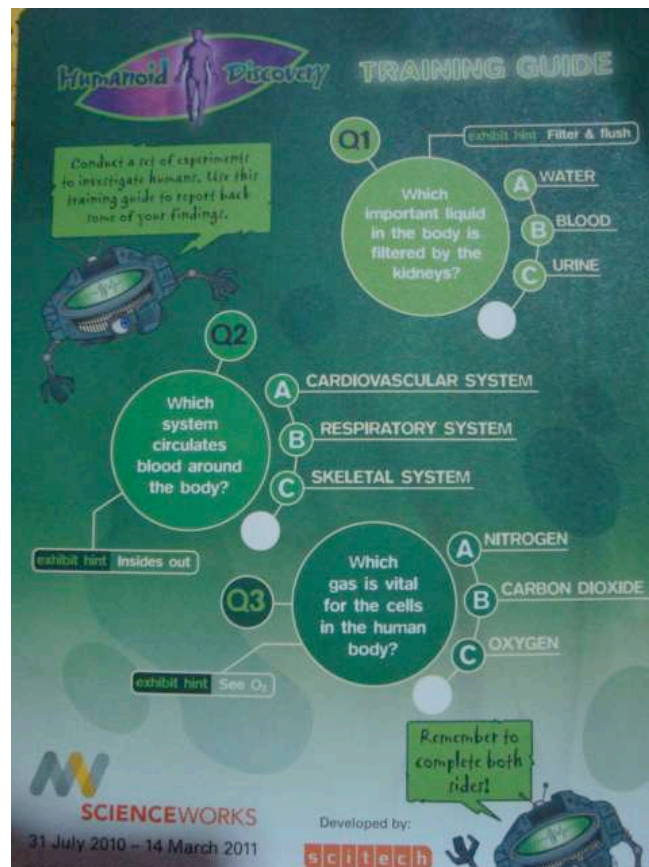 Humanoid Discovery
TRAINING GUIDE
Conduct a set of experiments
to investigate humans. Use this
training guide to report back
some of your findings.
Q1
exhibit hint Filter & flush
Which
important liquid
in the body is
filtered by the
kidneys?
A WATER
B BLOOD
C URINE
Q2
Which
system
circulates
blood around
the body?
A CARDIOVASCULAR SYSTEM
B RESPIRATORY SYSTEM
C SKELETAL SYSTEM
exhibit hint Insides out
Q3
Which
gas is vital
for the cells
in the human
body?
A NITROGEN
B CARBON DIOXIDE
C OXYGEN
exhibit hint See O₂
Remember to
complete both
sides!
SCIENCEWORKS
31 July 2010 – 14 March 2011
Developed by:
scitech